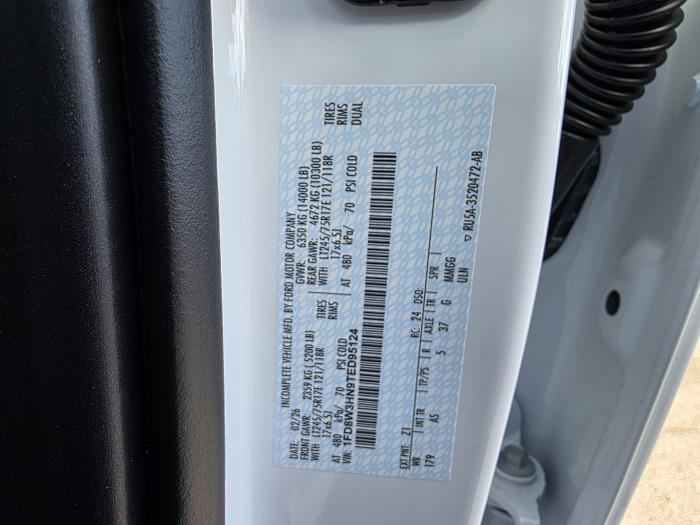 INCOMPLETE VEHICLE MFD. BY FORD MOTOR COMPANY
DATE: 02/26 GVWR: 6350 KG (14000 LB)
FRONT GAWR: 2359 KG (5200 LB) REAR GAWR: 4672 KG (10300 LB)
WITH LT245/75R17E 121/118R TIRES WITH LT245/75R17E 121/118R TIRES
17x6.5J RIMS 17x6.5J RIMS
AT 480 kPa/ 70 PSI COLD AT 480 kPa/ 70 PSI COLD DUAL
VIN: 1FD8W3HN9TED95124
EXT PNT: Z1 RC: 24 DSO:
WB INT TR TP/PS R AXLE TR SPR
179 AS 5 37 G MMGG
ULN
▽ RU5A-3520472-AB